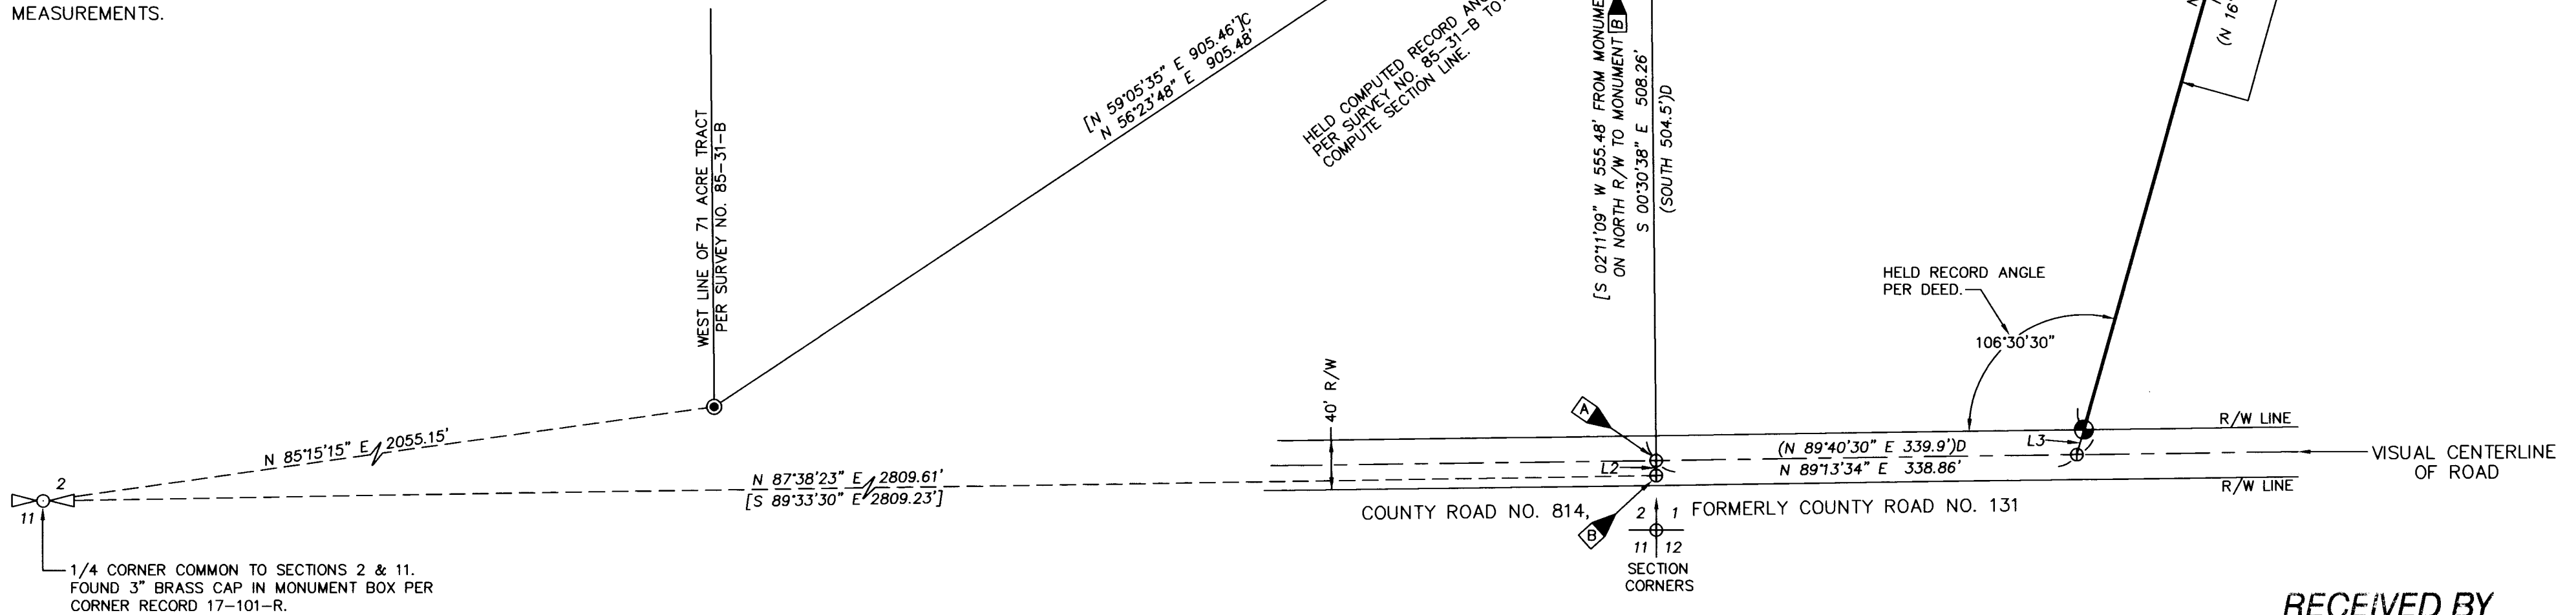 MEASUREMENTS.
WEST LINE OF 71 ACRE TRACT
PER SURVEY NO. 85-31-B
[N 59°05'35" E 905.46']C
N 56°23'48" E 905.48'
HELD COMPUTED RECORD
PER SURVEY NO. 85-31-B TO
COMPUTE SECTION LINE.
[S 02°11'09" W 555.48' FROM
ON NORTH R/W TO MONUMENT B
S 00°30'38" E 508.26'
(SOUTH 504.5')D
(N 16°
HELD RECORD ANGLE
PER DEED.
106°30'30"
40' R/W
A
R/W LINE
(N 89°40'30" E 339.9')D
L3
N 85°15'15" E 2055.15'
L2
N 89°13'34" E 338.86'
VISUAL CENTERLINE
OF ROAD
N 87°38'23" E 2809.61'
[S 89°33'30" E 2809.23']
R/W LINE
2
11
COUNTY ROAD NO. 814,
2 1
FORMERLY COUNTY ROAD NO. 131
B
11 12
SECTION
CORNERS
1/4 CORNER COMMON TO SECTIONS 2 & 11.
FOUND 3" BRASS CAP IN MONUMENT BOX PER
CORNER RECORD 17-101-R.
RECEIVED BY